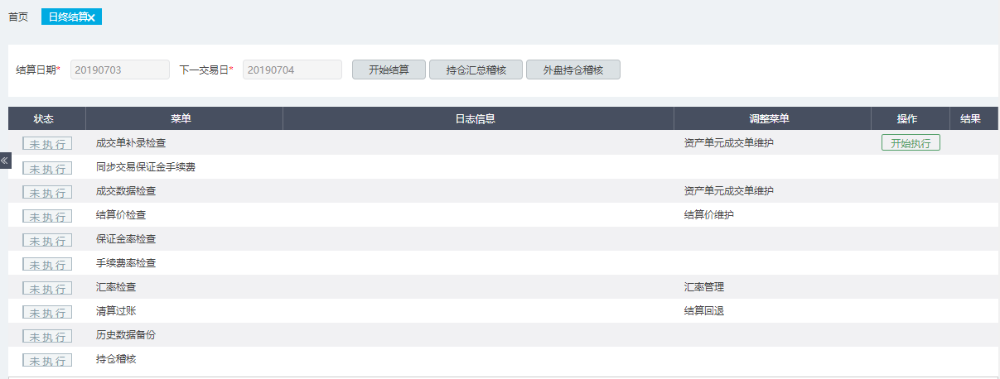 首页 日终结算
结算日期* 20190703 下一交易日* 20190704 开始结算 持仓汇总稽核 外盘持仓稽核
状态 菜单 日志信息 调整菜单 操作 结果
未执行 成交单补录检查 资产单元成交单维护 开始执行
未执行 同步交易保证金手续费
未执行 成交数据检查 资产单元成交单维护
未执行 结算价检查 结算价维护
未执行 保证金率检查
未执行 手续费率检查
未执行 汇率检查 汇率管理
未执行 清算过账 结算回退
未执行 历史数据备份
未执行 持仓稽核